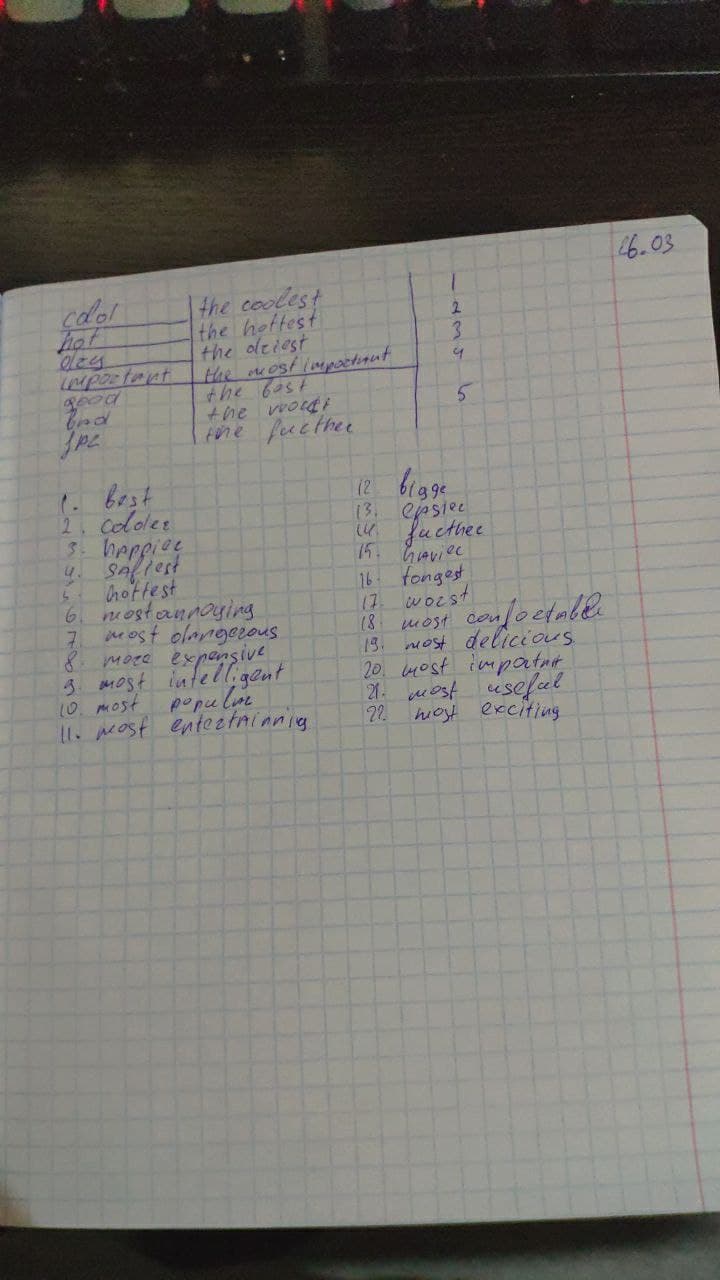 26.03
cold the coolest 1
hot the hottest 2
dry the driest 3
important the most important 4
good the best
bad the worst 5
far the further
1. best
2. colder
3. happier
4. saftest
5. hottest
6. most annoying
7. most dangerous
8. more expensive
9. most intelligent
10. most popular
11. most entertainnig
12 bigge
13. easier
14. further
15. havier
16. longest
17. worst
18. most comfortable
19. most delicious
20. most importnt
21. most useful
22. most exciting